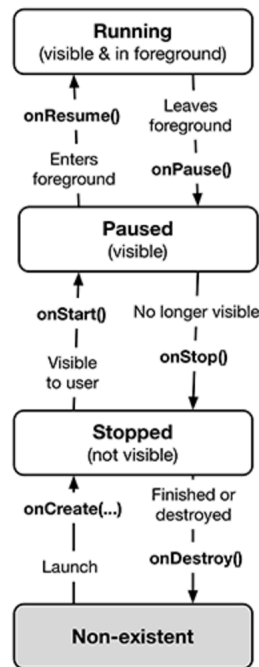 Running
(visible & in foreground)
onResume()
Enters
foreground
Leaves
foreground
onPause()
Paused
(visible)
onStart()
Visible
to user
No longer visible
onStop()
Stopped
(not visible)
onCreate(...)
Launch
Finished or
destroyed
onDestroy()
Non-existent